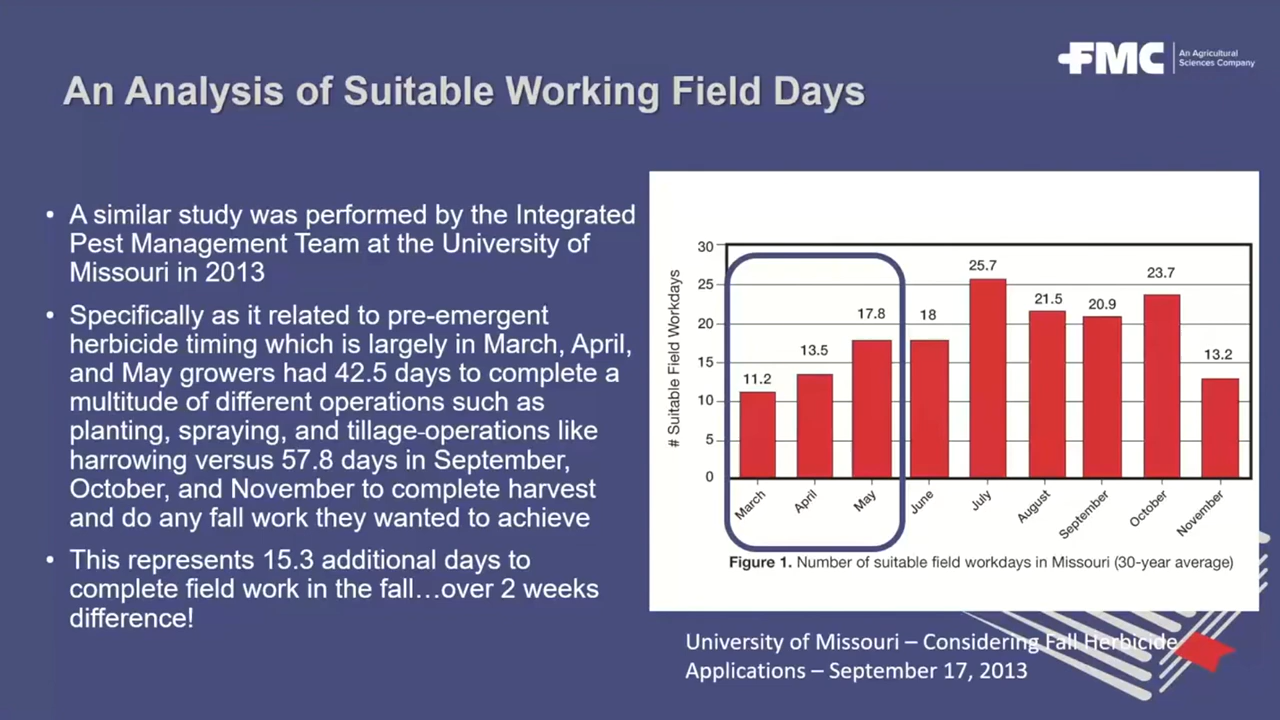 FMC
An Agricultural
Sciences Company
An Analysis of Suitable Working Field Days
• A similar study was performed by the Integrated
Pest Management Team at the University of
Missouri in 2013
• Specifically as it related to pre-emergent
herbicide timing which is largely in March, April,
and May growers had 42.5 days to complete a
multitude of different operations such as
planting, spraying, and tillage-operations like
harrowing versus 57.8 days in September,
October, and November to complete harvest
and do any fall work they wanted to achieve
• This represents 15.3 additional days to
complete field work in the fall…over 2 weeks
difference!
# Suitable Field Workdays
30
25
20
15
10
5
0
11.2
13.5
17.8
18
25.7
21.5
20.9
23.7
13.2
March
April
May
June
July
August
September
October
November
Figure 1. Number of suitable field workdays in Missouri (30-year average)
University of Missouri – Considering Fall Herbicide
Applications – September 17, 2013